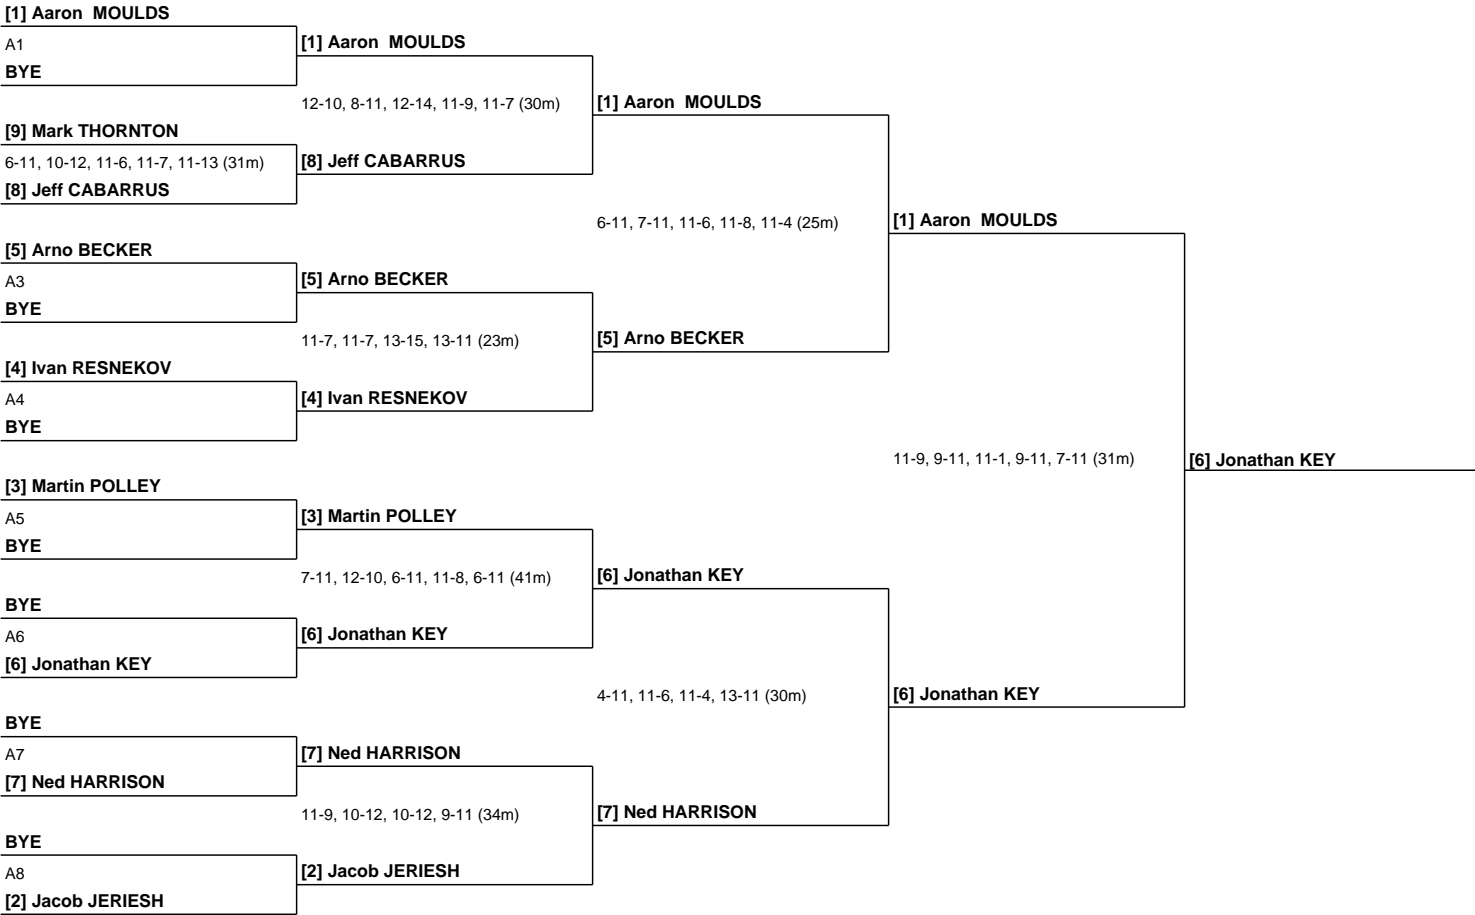 [1] Aaron  MOULDS
A1
BYE
[9] Mark THORNTON
6-11, 10-12, 11-6, 11-7, 11-13 (31m)
[8] Jeff CABARRUS
[5] Arno BECKER
A3
BYE
[4] Ivan RESNEKOV
A4
BYE
[3] Martin POLLEY
A5
BYE
BYE
A6
[6] Jonathan KEY
BYE
A7
[7] Ned HARRISON
BYE
A8
[2] Jacob JERIESH
[1] Aaron  MOULDS
12-10, 8-11, 12-14, 11-9, 11-7 (30m)
[8] Jeff CABARRUS
[5] Arno BECKER
11-7, 11-7, 13-15, 13-11 (23m)
[4] Ivan RESNEKOV
[3] Martin POLLEY
7-11, 12-10, 6-11, 11-8, 6-11 (41m)
[6] Jonathan KEY
[7] Ned HARRISON
11-9, 10-12, 10-12, 9-11 (34m)
[2] Jacob JERIESH
[1] Aaron  MOULDS
6-11, 7-11, 11-6, 11-8, 11-4 (25m)
[5] Arno BECKER
[6] Jonathan KEY
4-11, 11-6, 11-4, 13-11 (30m)
[7] Ned HARRISON
[1] Aaron  MOULDS
11-9, 9-11, 11-1, 9-11, 7-11 (31m)
[6] Jonathan KEY
[6] Jonathan KEY